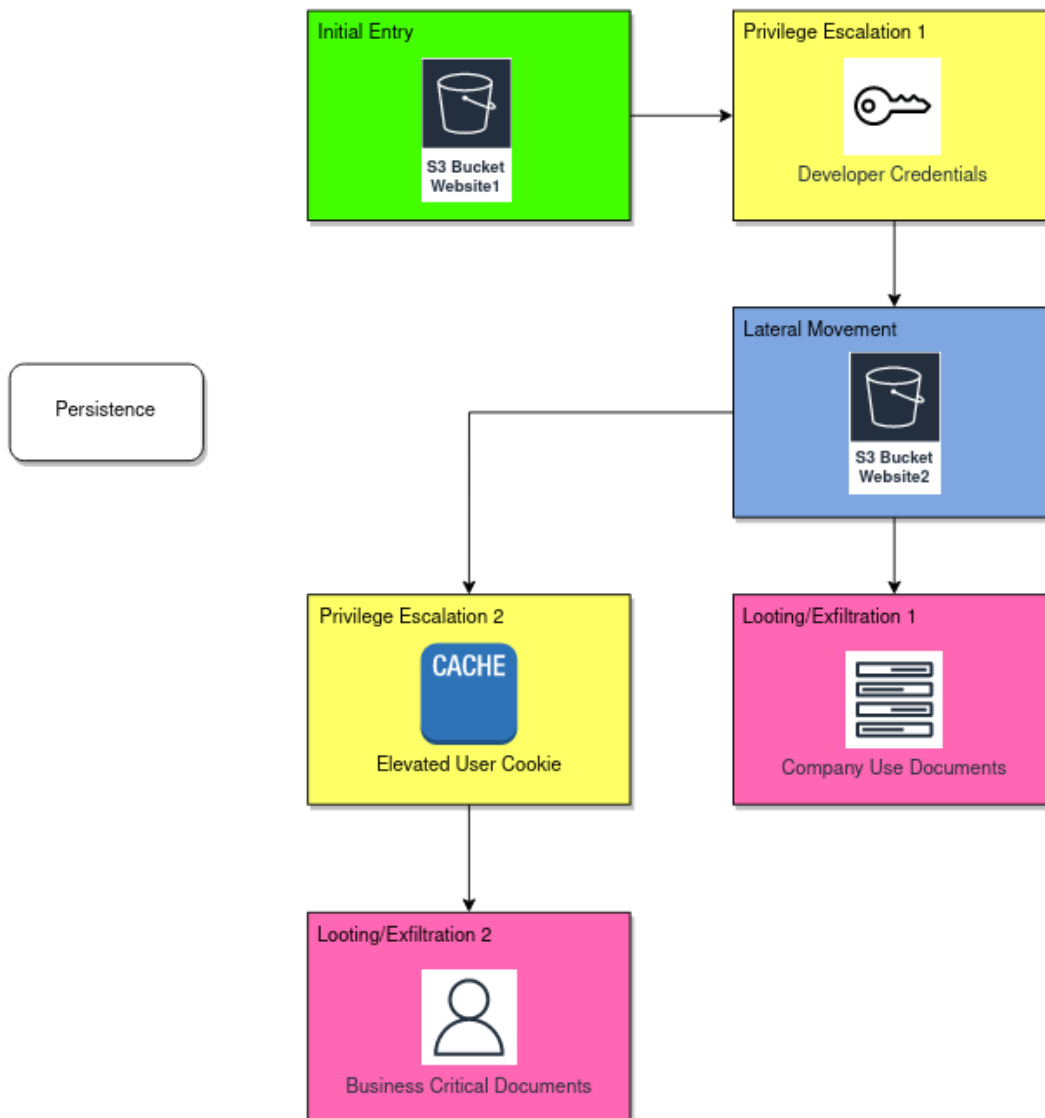 Initial Entry
S3 Bucket
Website1
Privilege Escalation 1
Developer Credentials
Lateral Movement
S3 Bucket
Website2
Persistence
Privilege Escalation 2
CACHE
Elevated User Cookie
Looting/Exfiltration 1
Company Use Documents
Looting/Exfiltration 2
Business Critical Documents